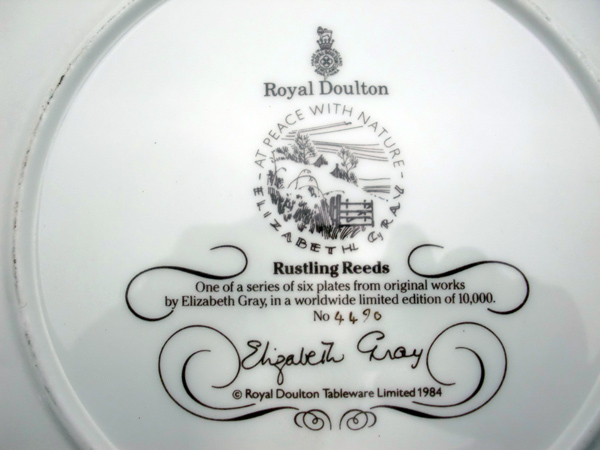 Royal Doulton
- AT PEACE WITH NATURE -
ELIZABETH GRAY
Rustling Reeds
One of a series of six plates from original works
by Elizabeth Gray, in a worldwide limited edition of 10,000.
No 4490
Elizabeth Gray
© Royal Doulton Tableware Limited 1984